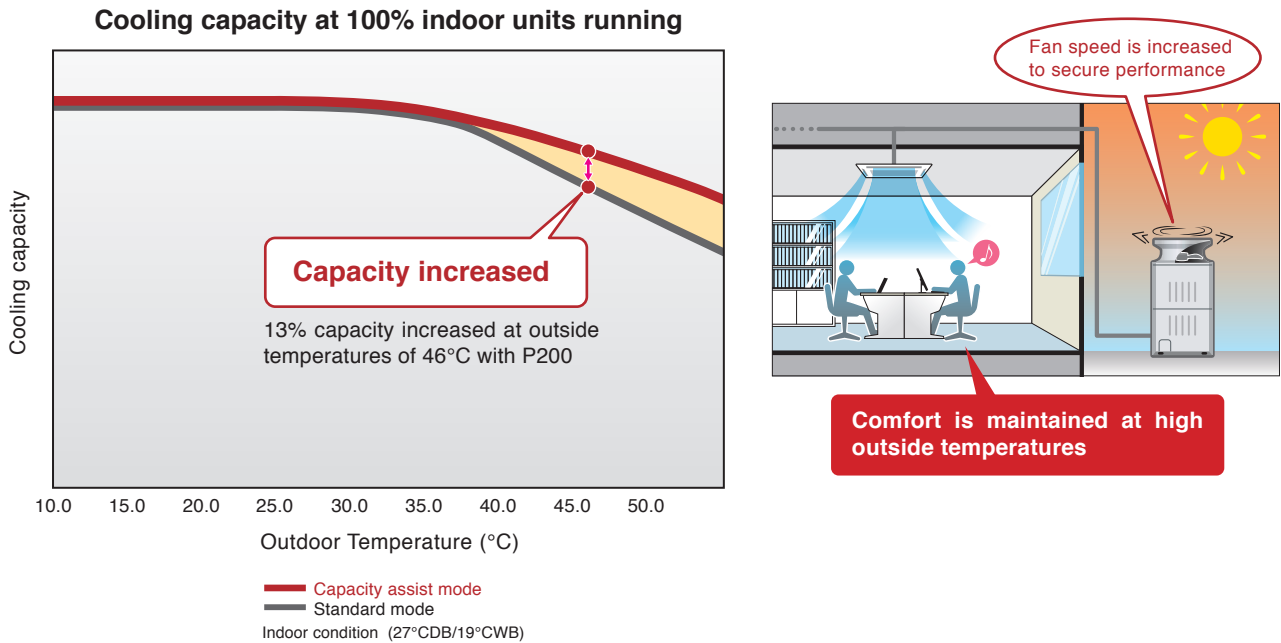 Cooling capacity at 100% indoor units running
Cooling capacity
Capacity increased
13% capacity increased at outside
temperatures of 46°C with P200
10.0 15.0 20.0 25.0 30.0 35.0 40.0 45.0 50.0
Outdoor Temperature (°C)
Capacity assist mode
Standard mode
Indoor condition (27°CDB/19°CWB)
Fan speed is increased
to secure performance
Comfort is maintained at high
outside temperatures